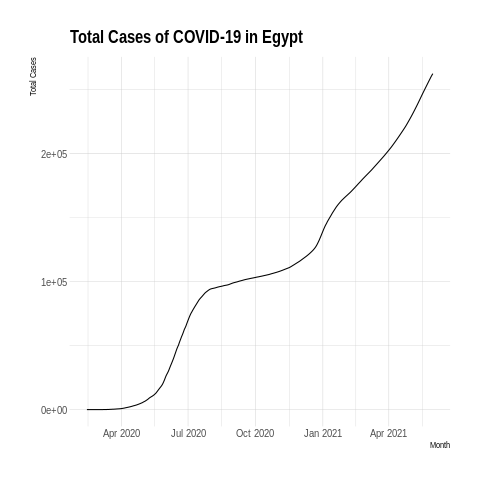 Total Cases of COVID-19 in Egypt
Total Cases
2e+05
1e+05
0e+00
Apr 2020 Jul 2020 Oct 2020 Jan 2021 Apr 2021
Month